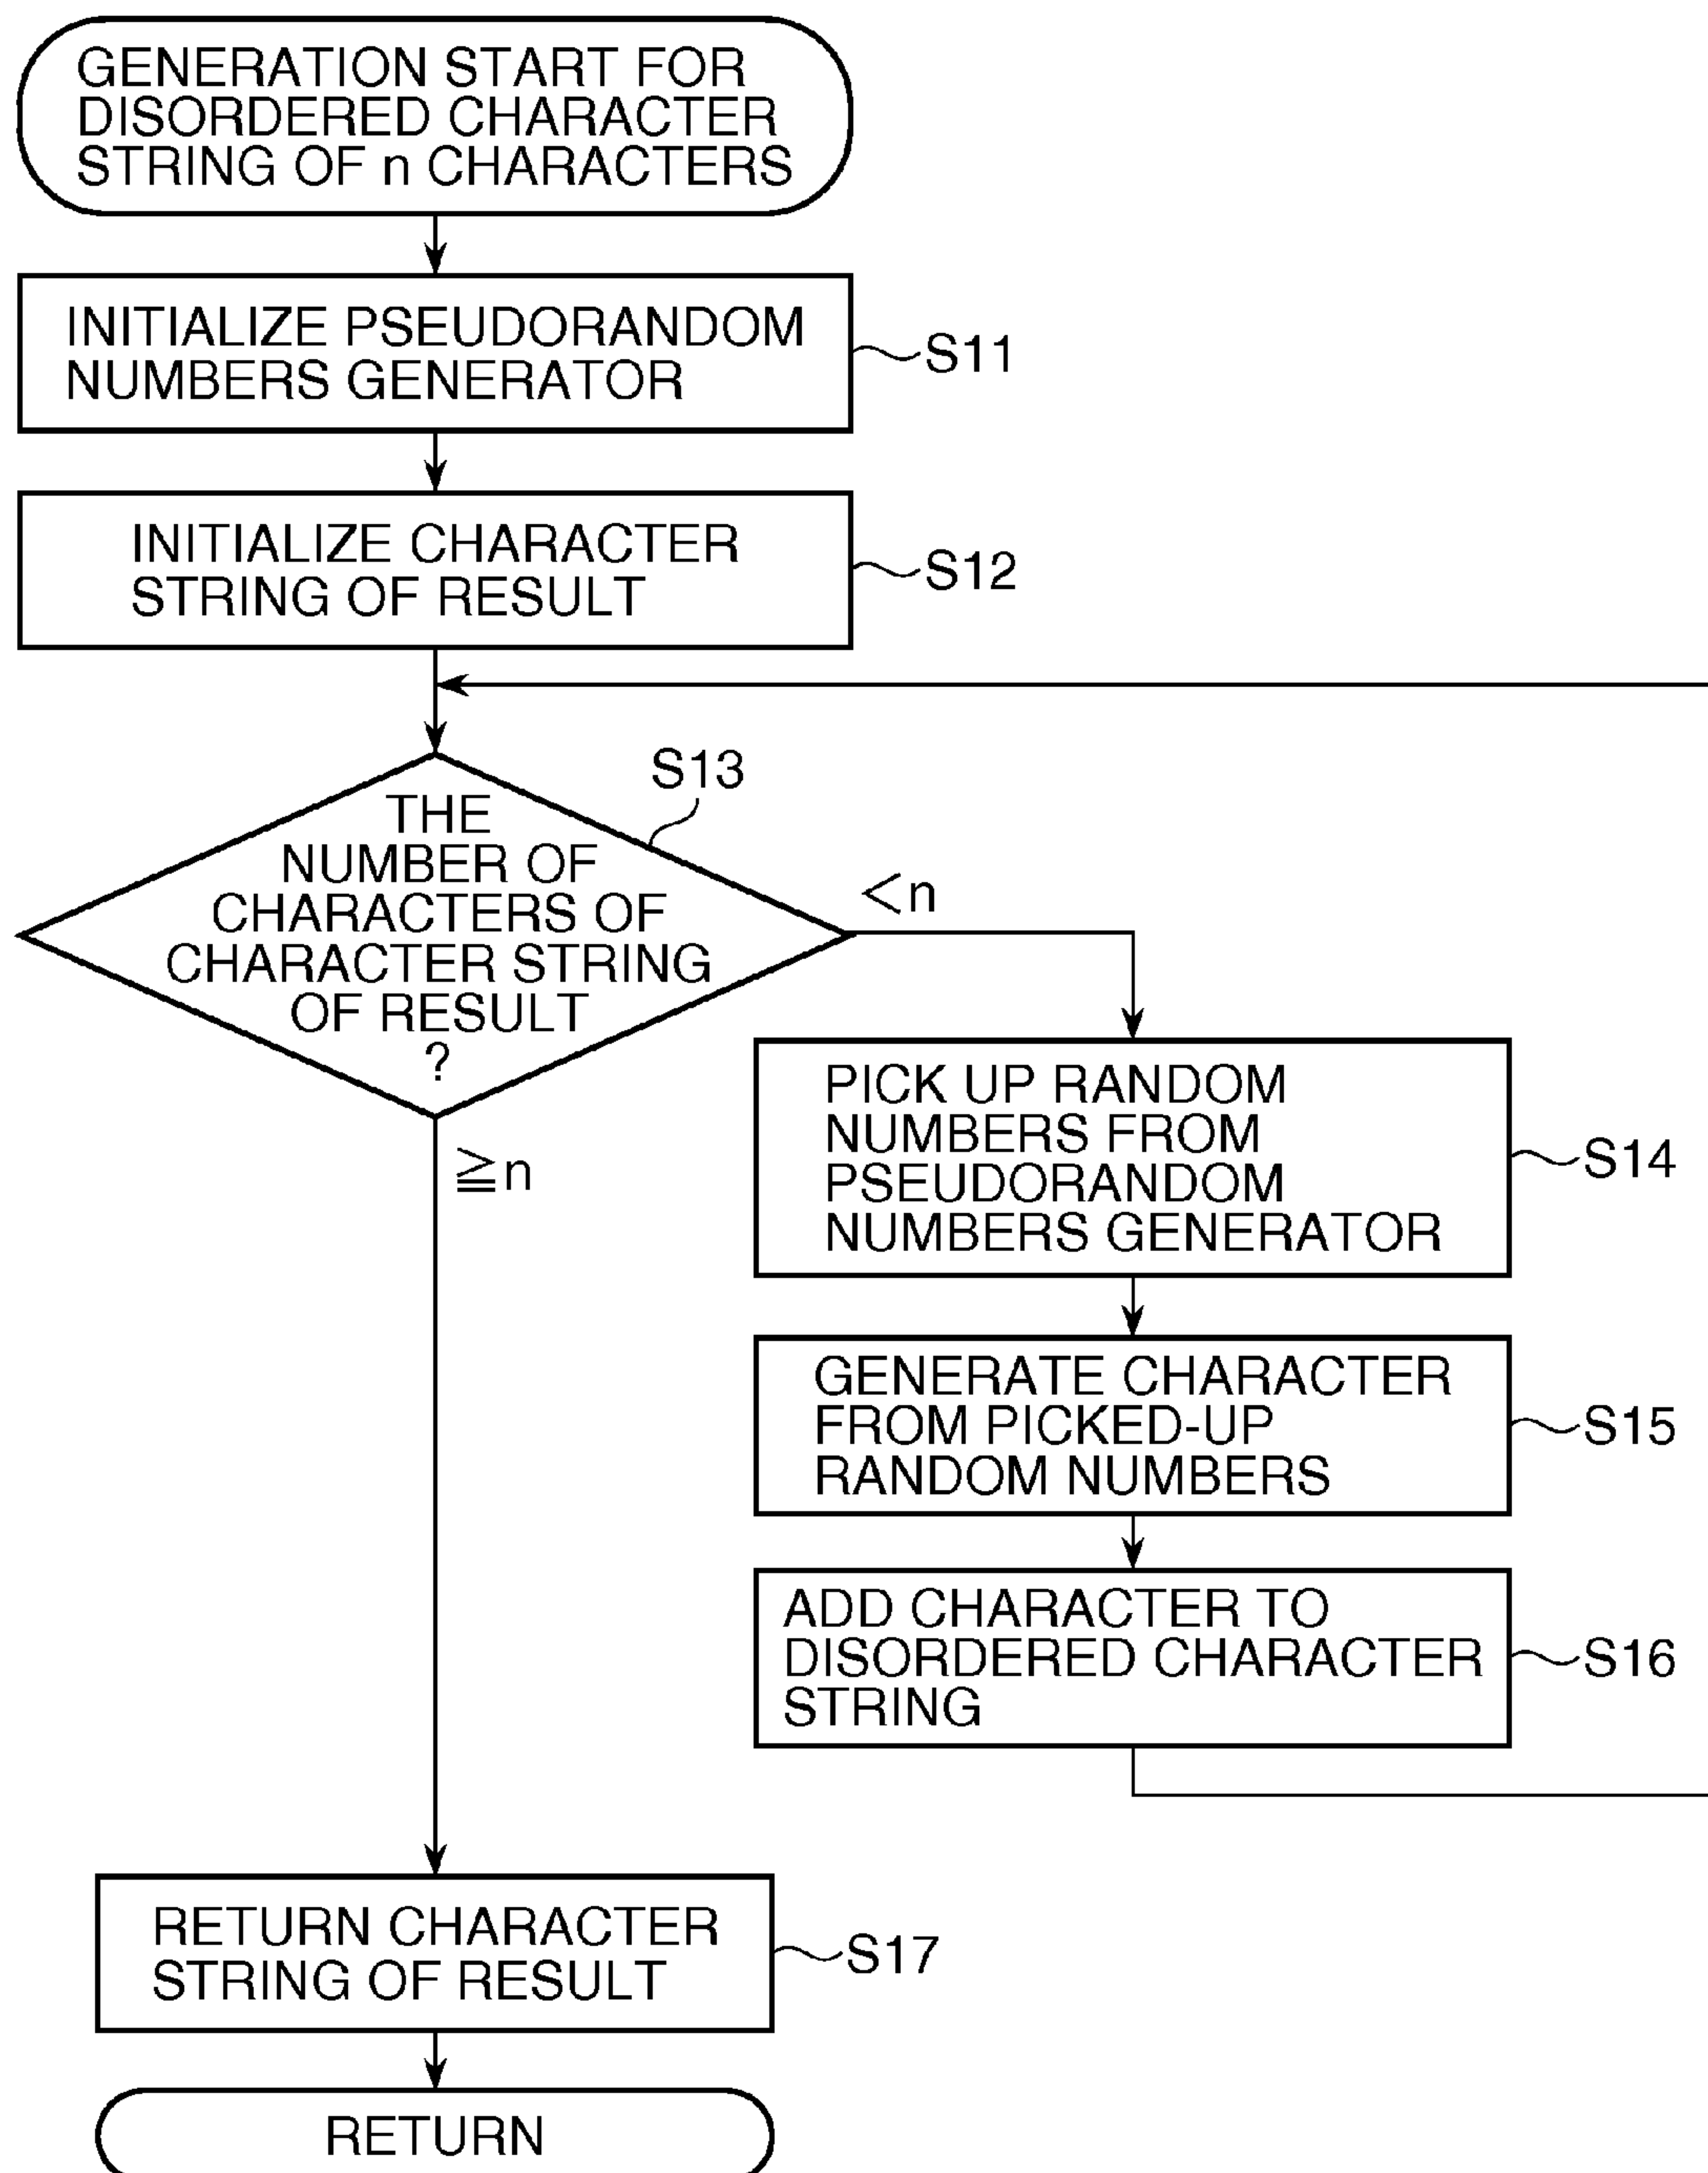 GENERATION START FOR
DISORDERED CHARACTER
STRING OF n CHARACTERS
INITIALIZE PSEUDORANDOM
NUMBERS GENERATOR
S11
INITIALIZE CHARACTER
STRING OF RESULT
S12
S13
THE
NUMBER OF
CHARACTERS OF
CHARACTER STRING
OF RESULT
?
<n
≧n
PICK UP RANDOM
NUMBERS FROM
PSEUDORANDOM
NUMBERS GENERATOR
S14
GENERATE CHARACTER
FROM PICKED-UP
RANDOM NUMBERS
S15
ADD CHARACTER TO
DISORDERED CHARACTER
STRING
S16
RETURN CHARACTER
STRING OF RESULT
S17
RETURN